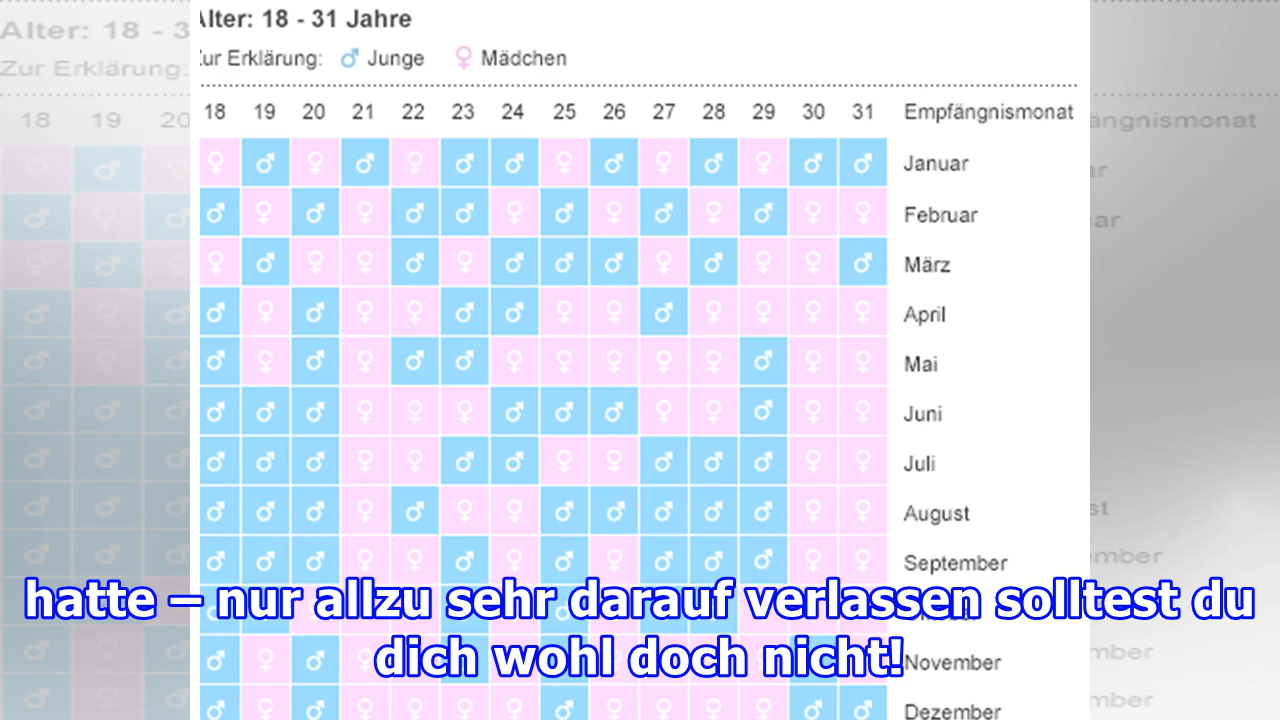 Alter: 18 - 31 Jahre
Zur Erklärung: ♂ Junge ♀ Mädchen
18 19 20 21 22 23 24 25 26 27 28 29 30 31 Empfängnismonat
Januar
Februar
März
April
Mai
Juni
Juli
August
September
hatte – nur allzu sehr darauf verlassen solltest du
dich wohl doch nicht!
November
Dezember